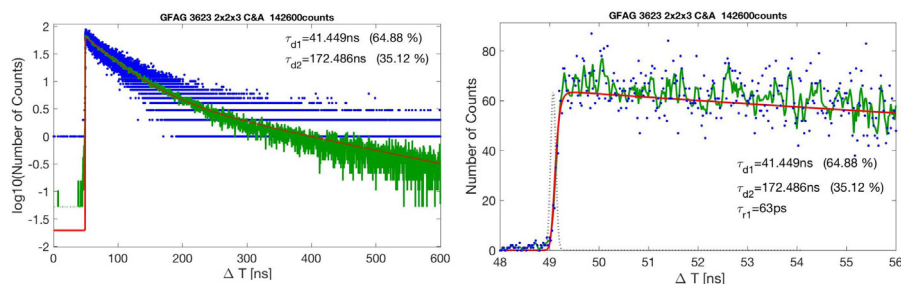 GFAG 3623 2x2x3 C&A 142600counts
τd1=41.449ns (64.88 %)
τd2=172.486ns (35.12 %)
log10(Number of Counts)
2
1.5
1
0.5
0
-0.5
-1
-1.5
-2
0 100 200 300 400 500 600
Δ T [ns]
GFAG 3623 2x2x3 C&A 142600counts
Number of Counts
80
60
40
20
0
τd1=41.449ns (64.88 %)
τd2=172.486ns (35.12 %)
τr1=63ps
48 49 50 51 52 53 54 55 56
Δ T [ns]